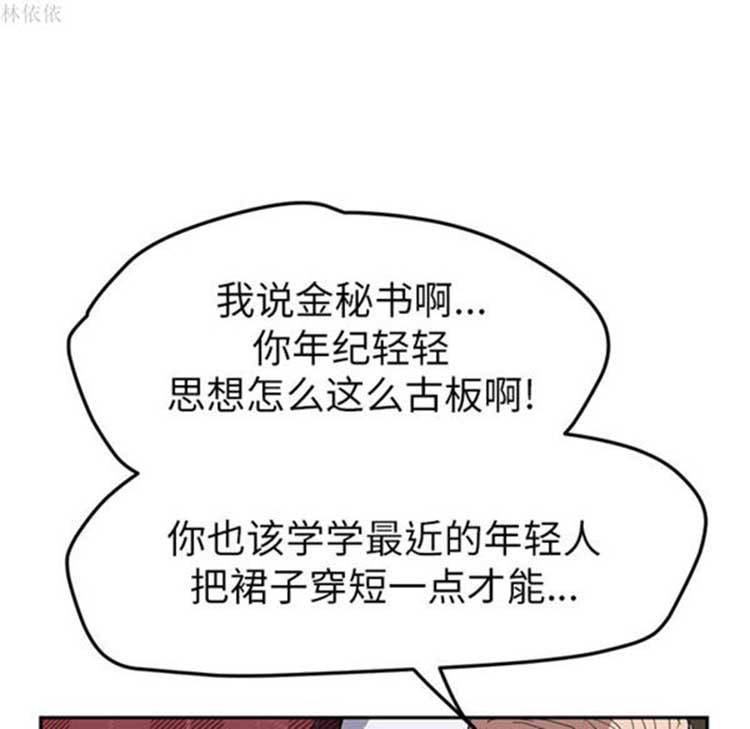 林依依
我说金秘书啊...
你年纪轻轻
思想怎么这么古板啊!
你也该学学最近的年轻人
把裙子穿短一点才能...